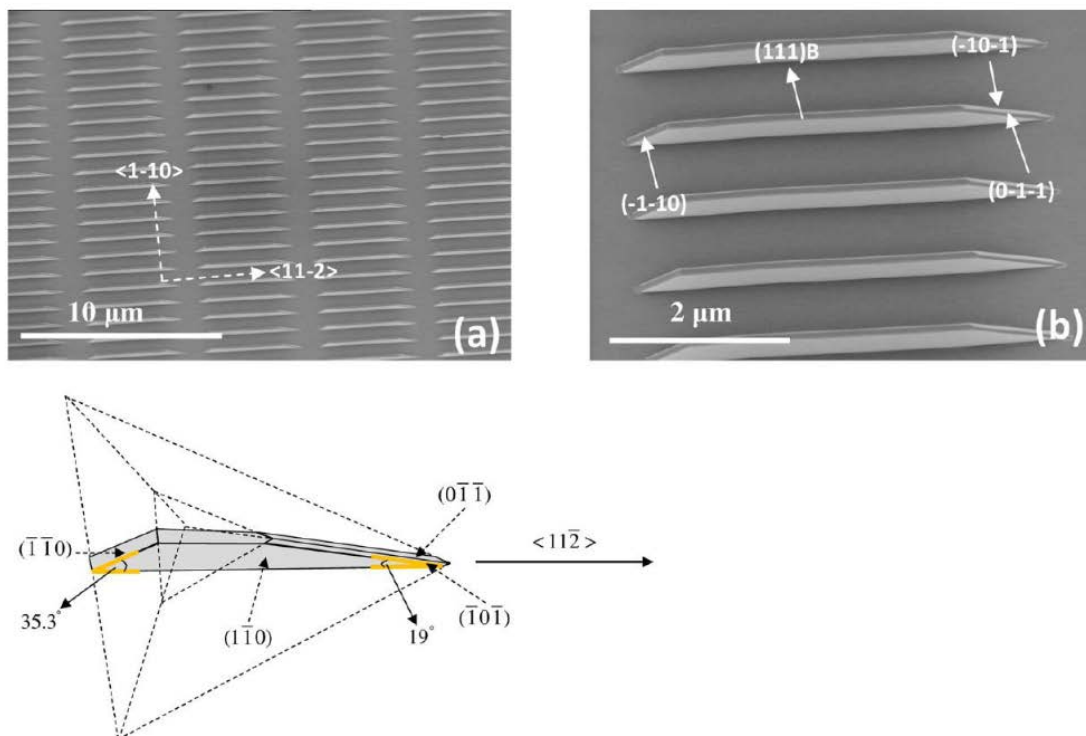 <1-10>
<11-2>
10 µm
(a)
(111)B
(-10-1)
(-1-10)
(0-1-1)
2 µm
(b)
(01̅1̅)
(1̅1̅0)
<112̅>
35.3°
(11̅0)
19°
(1̅01̅)